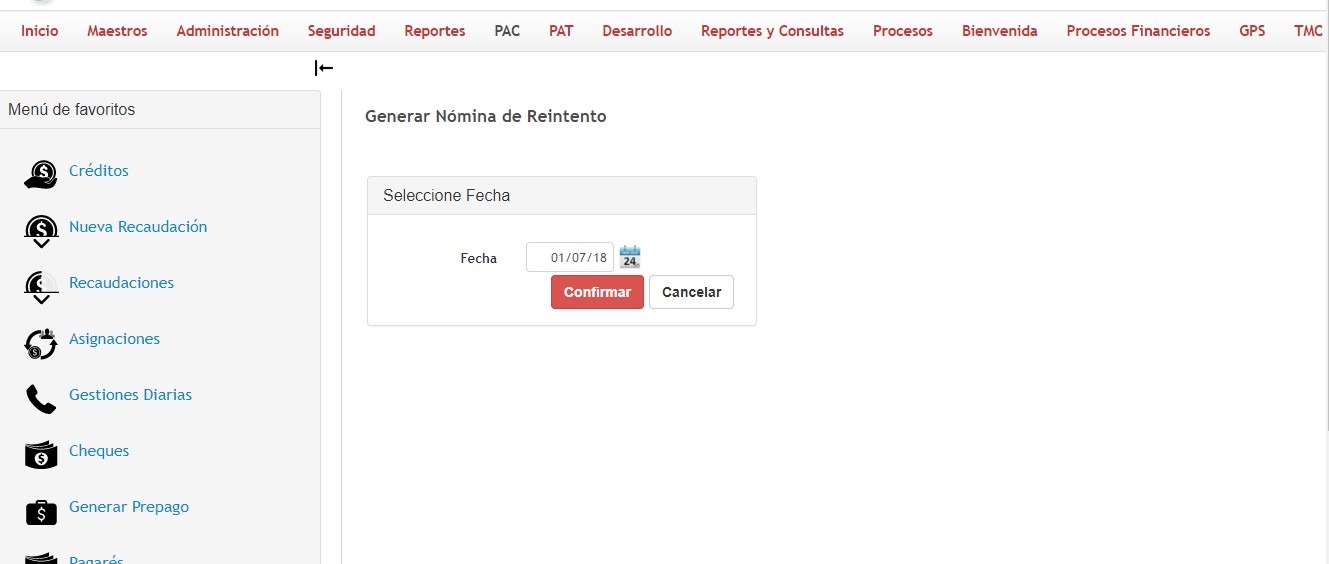 Inicio Maestros Administración Seguridad Reportes PAC PAT Desarrollo Reportes y Consultas Procesos Bienvenida Procesos Financieros GPS TMC
Menú de favoritos
Créditos
Nueva Recaudación
Recaudaciones
Asignaciones
Gestiones Diarias
Cheques
Generar Prepago
Pagarés
Generar Nómina de Reintento
Seleccione Fecha
Fecha 01/07/18 24
Confirmar Cancelar